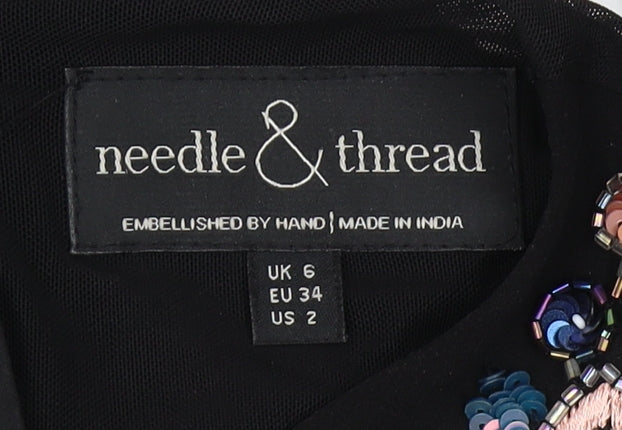 needle & thread
EMBELLISHED BY HAND | MADE IN INDIA
UK 6
EU 34
US 2